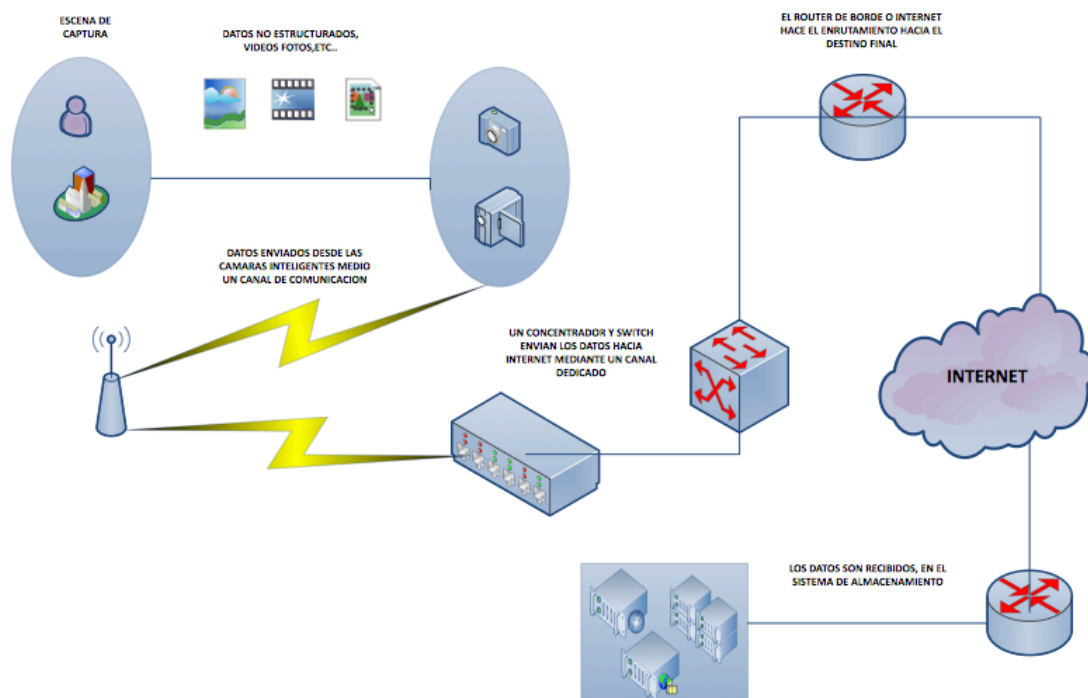 ESCENA DE
CAPTURA
DATOS NO ESTRUCTURADOS,
VIDEOS FOTOS,ETC..
EL ROUTER DE BORDE O INTERNET
HACE EL ENRUTAMIENTO HACIA EL
DESTINO FINAL
DATOS ENVIADOS DESDE LAS
CAMARAS INTELIGENTES MEDIO
UN CANAL DE COMUNICACION
UN CONCENTRADOR Y SWITCH
ENVIAN LOS DATOS HACIA
INTERNET MEDIANTE UN CANAL
DEDICADO
INTERNET
LOS DATOS SON RECIBIDOS, EN EL
SISTEMA DE ALMACENAMIENTO